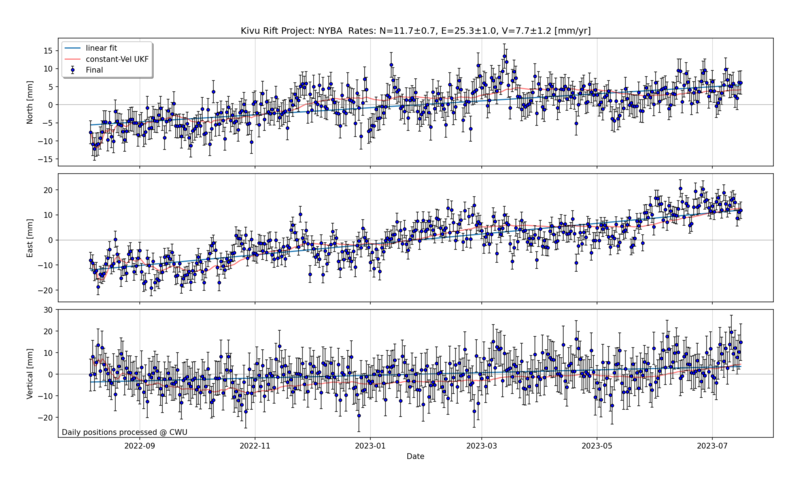 Kivu Rift Project: NYBA  Rates: N=11.7±0.7, E=25.3±1.0, V=7.7±1.2 [mm/yr]
linear fit
constant-Vel UKF
Final
North [mm]
15
10
5
0
−5
−10
−15
East [mm]
20
10
0
−10
−20
Vertical [mm]
30
20
10
0
−10
−20
Daily positions processed @ CWU
2022-09
2022-11
2023-01
2023-03
2023-05
2023-07
Date